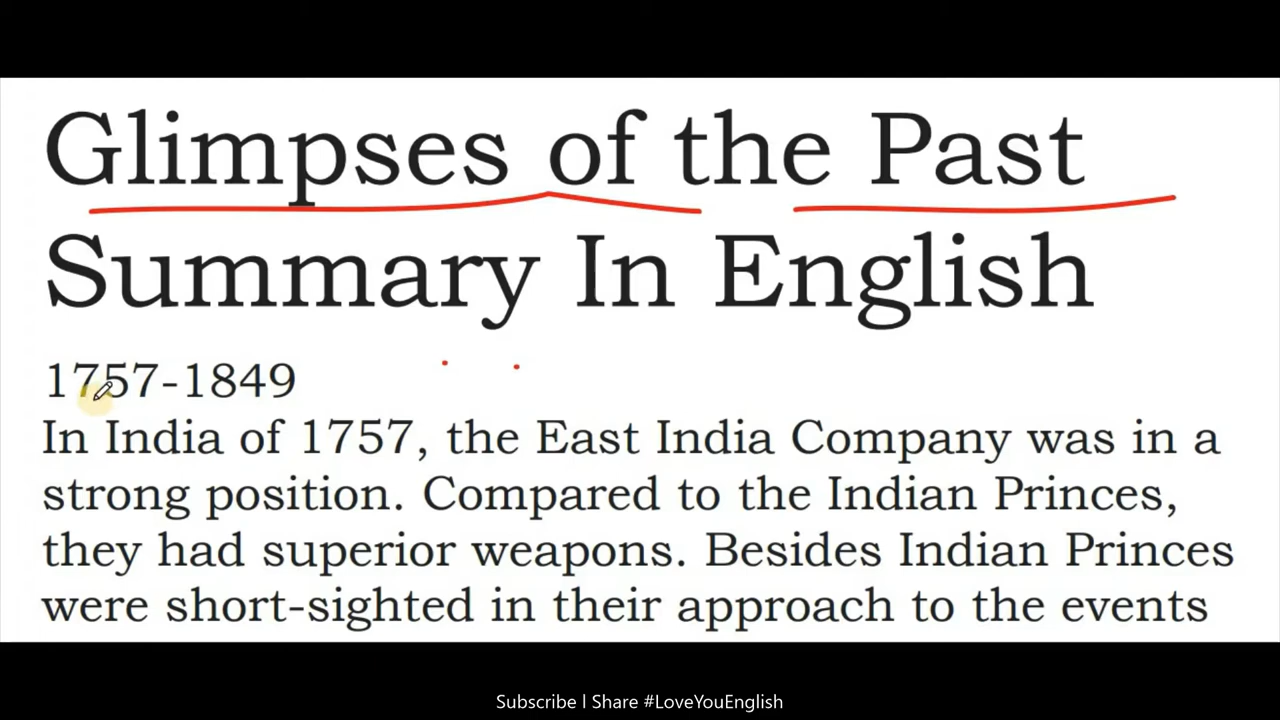 Glimpses of the Past
Summary In English
1757-1849
In India of 1757, the East India Company was in a
strong position. Compared to the Indian Princes,
they had superior weapons. Besides Indian Princes
were short-sighted in their approach to the events
Subscribe | Share #LoveYouEnglish